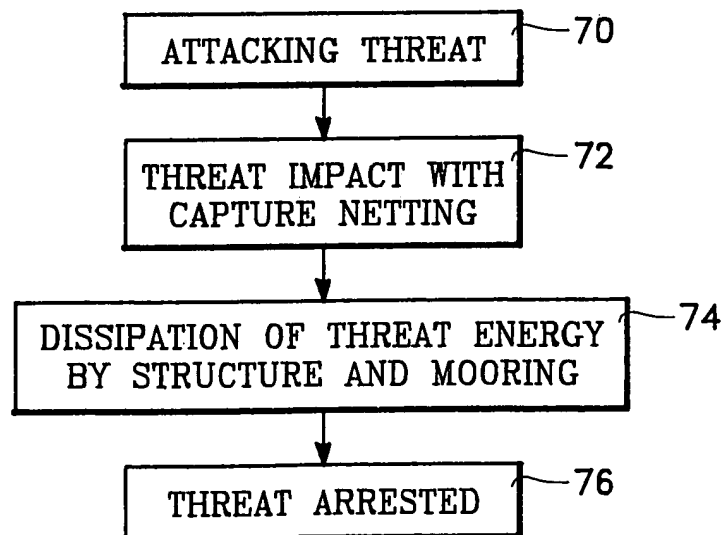 ATTACKING THREAT
70
THREAT IMPACT WITH
CAPTURE NETTING
72
DISSIPATION OF THREAT ENERGY
BY STRUCTURE AND MOORING
74
THREAT ARRESTED
76